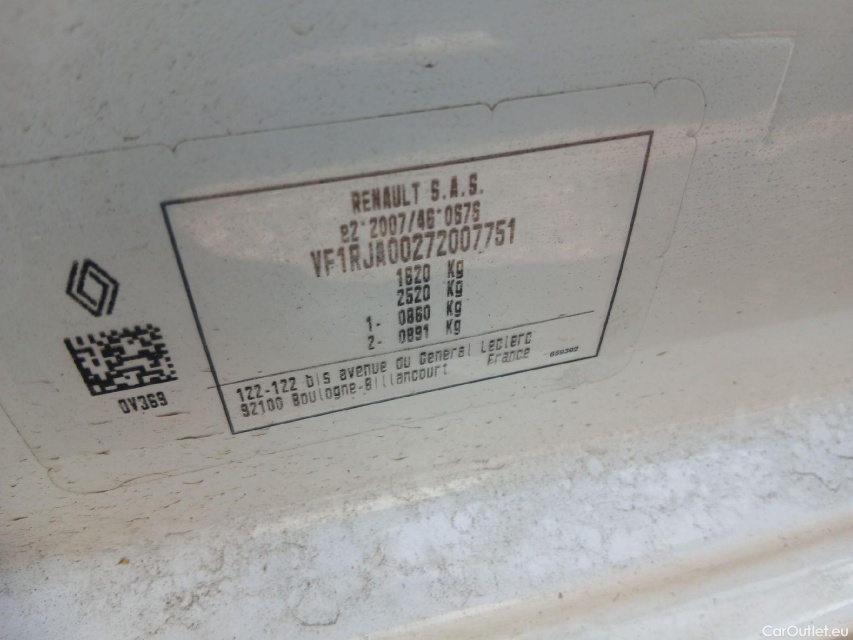 RENAULT S.A.S.
e2*2007/46*0676
VF1RJA00272007751
1620 Kg
2520 Kg
1- 0860 Kg
2- 0891 Kg
122-122 bis avenue du General Leclerc
92100 Boulogne-Billancourt France
0V369
CarOutlet.eu